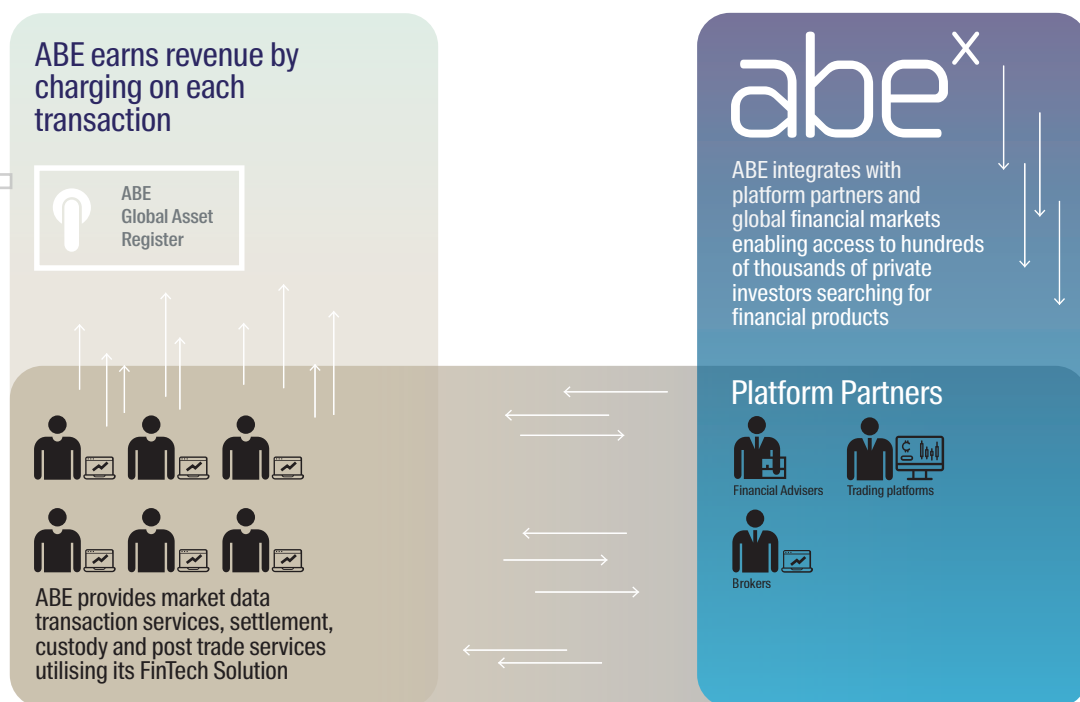 ABE earns revenue by
charging on each
transaction
ABE
Global Asset
Register
ABE provides market data
transaction services, settlement,
custody and post trade services
utilising its FinTech Solution
abe x
ABE integrates with
platform partners and
global financial markets
enabling access to hundreds
of thousands of private
investors searching for
financial products
Platform Partners
Financial Advisers
Trading platforms
Brokers